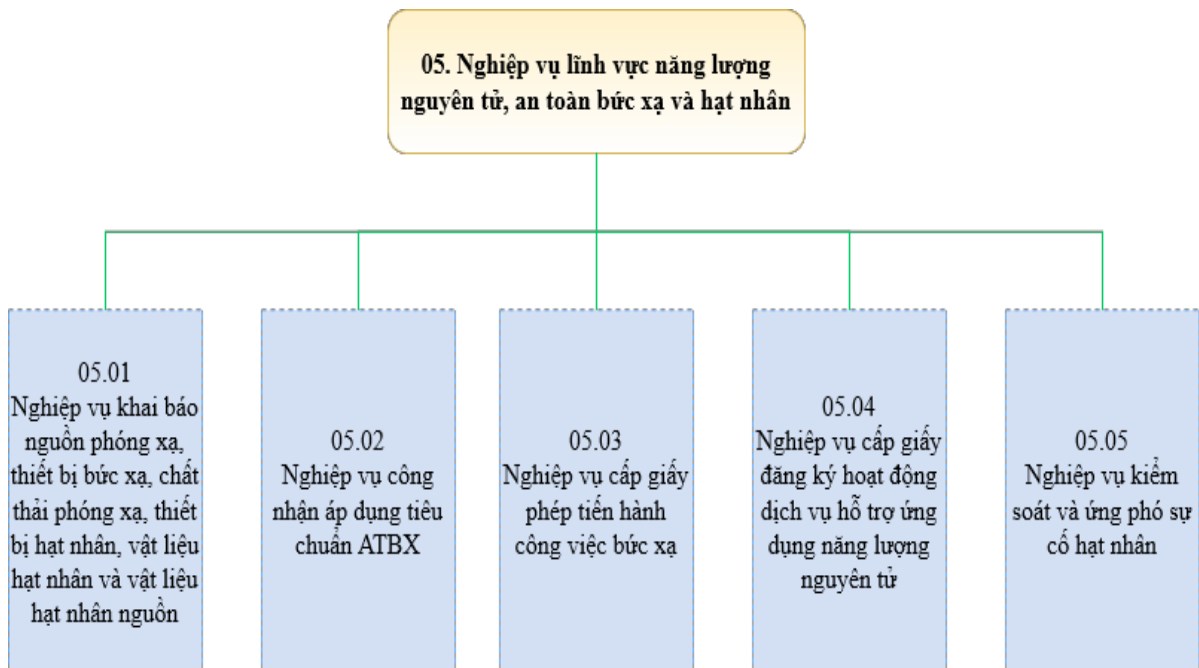 05. Nghiệp vụ lĩnh vực năng lượng
nguyên tử, an toàn bức xạ và hạt nhân
05.01
Nghiệp vụ khai báo
nguồn phóng xạ,
thiết bị bức xạ, chất
thải phóng xạ, thiết
bị hạt nhân, vật liệu
hạt nhân và vật liệu
hạt nhân nguồn
05.02
Nghiệp vụ công
nhận áp dụng tiêu
chuẩn ATBX
05.03
Nghiệp vụ cấp giấy
phép tiến hành
công việc bức xạ
05.04
Nghiệp vụ cấp giấy
đăng ký hoạt động
dịch vụ hỗ trợ ứng
dụng năng lượng
nguyên tử
05.05
Nghiệp vụ kiểm
soát và ứng phó sự
cố hạt nhân